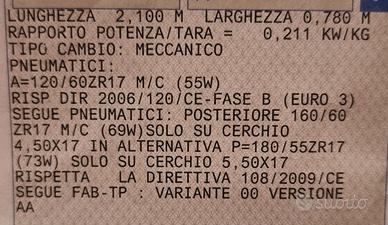 LUNGHEZZA 2,100 M LARGHEZZA 0,780 M
RAPPORTO POTENZA/TARA = 0,211 KW/KG
TIPO CAMBIO: MECCANICO
PNEUMATICI:
A=120/60ZR17 M/C (55W)
RISP DIR 2006/120/CE-FASE B (EURO 3)
SEGUE PNEUMATICI: POSTERIORE 160/60
ZR17 M/C (69W)SOLO SU CERCHIO
4,50X17 IN ALTERNATIVA P=180/55ZR17
(73W) SOLO SU CERCHIO 5,50X17
RISPETTA LA DIRETTIVA 108/2009/CE
SEGUE FAB-TP : VARIANTE 00 VERSIONE
AA
subito